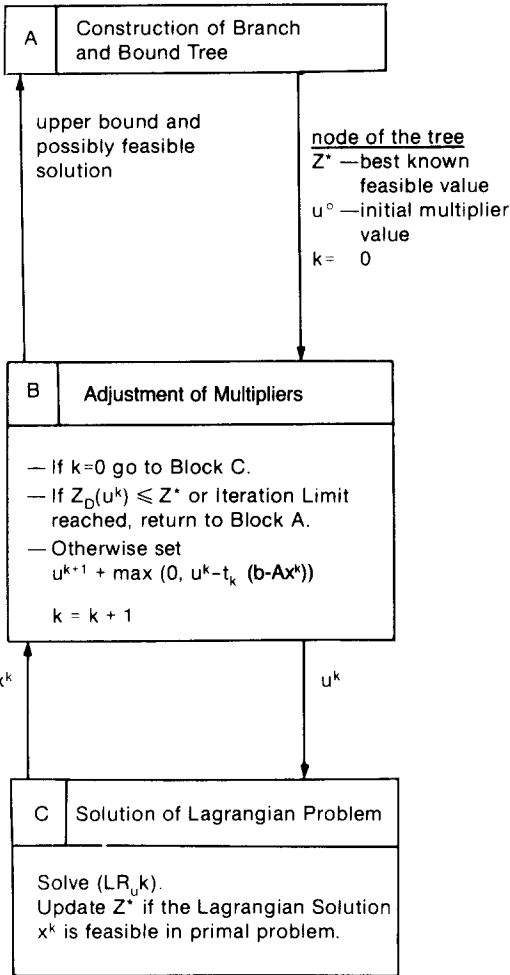 A
Construction of Branch
and Bound Tree
upper bound and
possibly feasible
solution
node of the tree
Z* —best known
feasible value
u° —initial multiplier
value
k= 0
B
Adjustment of Multipliers
— If k=0 go to Block C.
— If Z_D(u^k) ⩽ Z* or Iteration Limit
reached, return to Block A.
— Otherwise set
u^k+1 + max (0, u^k-t_k (b-Ax^k))
k = k + 1
x^k
u^k
C
Solution of Lagrangian Problem
Solve (LR_u k).
Update Z* if the Lagrangian Solution
x^k is feasible in primal problem.